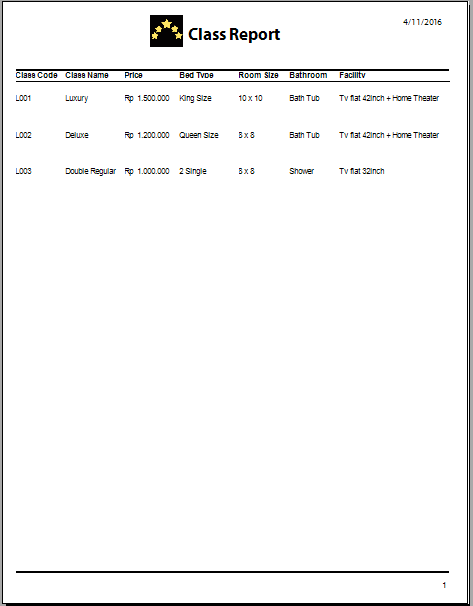 4/11/2016
Class Report
Class Code Class Name Price Bed Type Room Size Bathroom Facility
L001 Luxury Rp 1.500.000 King Size 10 x 10 Bath Tub Tv flat 42inch + Home Theater
L002 Deluxe Rp 1.200.000 Queen Size 8 x 8 Bath Tub Tv flat 42inch + Home Theater
L003 Double Regular Rp 1.000.000 2 Single 8 x 8 Shower Tv flat 32inch
1